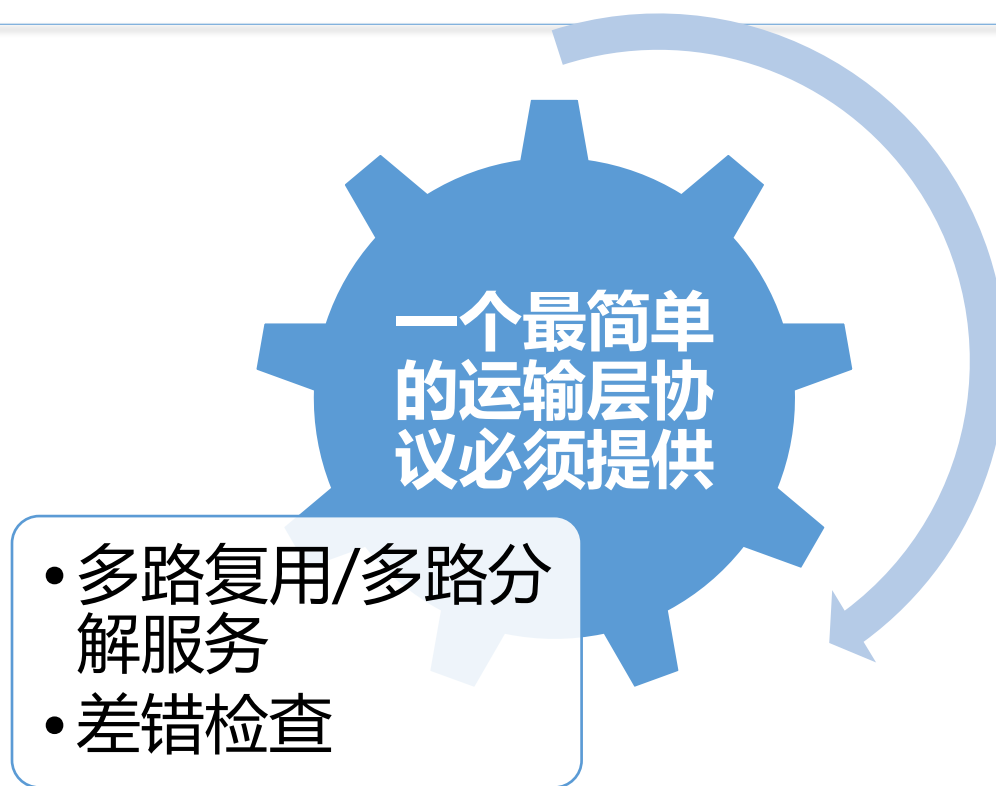 一个最简单
的运输层协
议必须提供
•多路复用/多路分
解服务
•差错检查